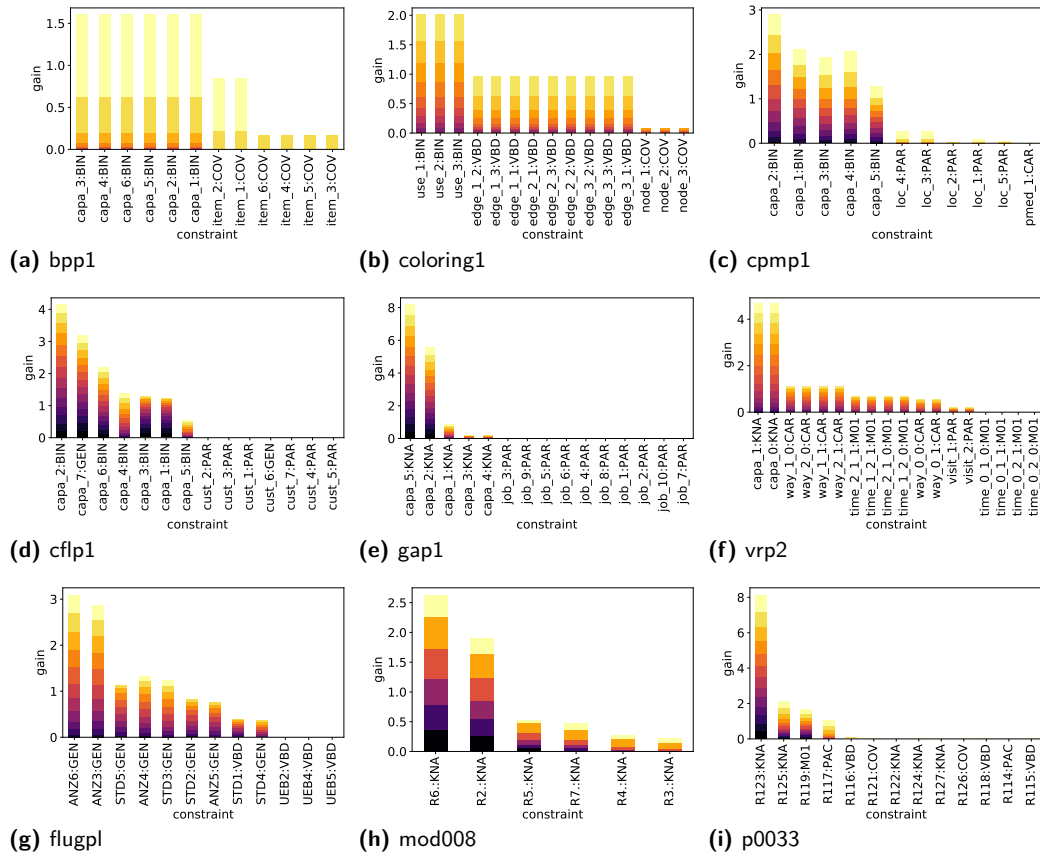 gain
1.5
1.0
0.5
0.0
capa_3:BIN
capa_4:BIN
capa_6:BIN
capa_5:BIN
capa_2:BIN
capa_1:BIN
item_2:COV
item_1:COV
item_6:COV
item_4:COV
item_5:COV
item_3:COV
constraint
(a) bpp1
gain
2.0
1.5
1.0
0.5
0.0
use_1:BIN
use_2:BIN
use_3:BIN
edge_1_2:VBD
edge_1_1:VBD
edge_2_1:VBD
edge_2_3:VBD
edge_2_2:VBD
edge_3_2:VBD
edge_3_3:VBD
edge_3_1:VBD
node_1:COV
node_2:COV
node_3:COV
constraint
(b) coloring1
gain
3
2
1
0
capa_2:BIN
capa_1:BIN
capa_3:BIN
capa_4:BIN
capa_5:BIN
loc_4:PAR
loc_3:PAR
loc_2:PAR
loc_1:PAR
loc_5:PAR
pmed_1:CAR
constraint
(c) cpmp1
gain
4
3
2
1
0
capa_2:BIN
capa_7:GEN
capa_6:BIN
capa_4:BIN
capa_3:BIN
capa_1:BIN
capa_5:BIN
cust_2:PAR
cust_3:PAR
cust_1:PAR
cust_6:GEN
cust_7:PAR
cust_4:PAR
cust_5:PAR
constraint
(d) cflp1
gain
8
6
4
2
0
capa_5:KNA
capa_2:KNA
capa_1:KNA
capa_3:KNA
capa_4:KNA
job_3:PAR
job_9:PAR
job_5:PAR
job_6:PAR
job_4:PAR
job_8:PAR
job_1:PAR
job_2:PAR
job_10:PAR
job_7:PAR
constraint
(e) gap1
gain
4
2
0
capa_1:KNA
capa_0:KNA
way_1_0:CAR
way_2_0:CAR
way_1_1:CAR
way_2_1:CAR
time_2_1_1:M01
time_1_2_1:M01
time_2_1_0:M01
time_1_2_0:M01
way_0_0:CAR
way_0_1:CAR
visit_1:PAR
visit_2:PAR
time_0_1_0:M01
time_0_1_1:M01
time_0_2_1:M01
time_0_2_0:M01
constraint
(f) vrp2
gain
3
2
1
0
ANZ6:GEN
ANZ3:GEN
STD5:GEN
ANZ4:GEN
STD3:GEN
STD2:GEN
ANZ5:GEN
STD1:VBD
STD4:GEN
UEB2:VBD
UEB4:VBD
UEB5:VBD
constraint
(g) flugpl
gain
2.5
2.0
1.5
1.0
0.5
0.0
R6.:KNA
R2.:KNA
R5.:KNA
R7.:KNA
R4.:KNA
R3.:KNA
constraint
(h) mod008
gain
8
6
4
2
0
R123:KNA
R125:KNA
R119:M01
R117:PAC
R116:VBD
R121:COV
R122:KNA
R124:KNA
R127:KNA
R126:COV
R118:VBD
R114:PAC
R115:VBD
constraint
(i) p0033